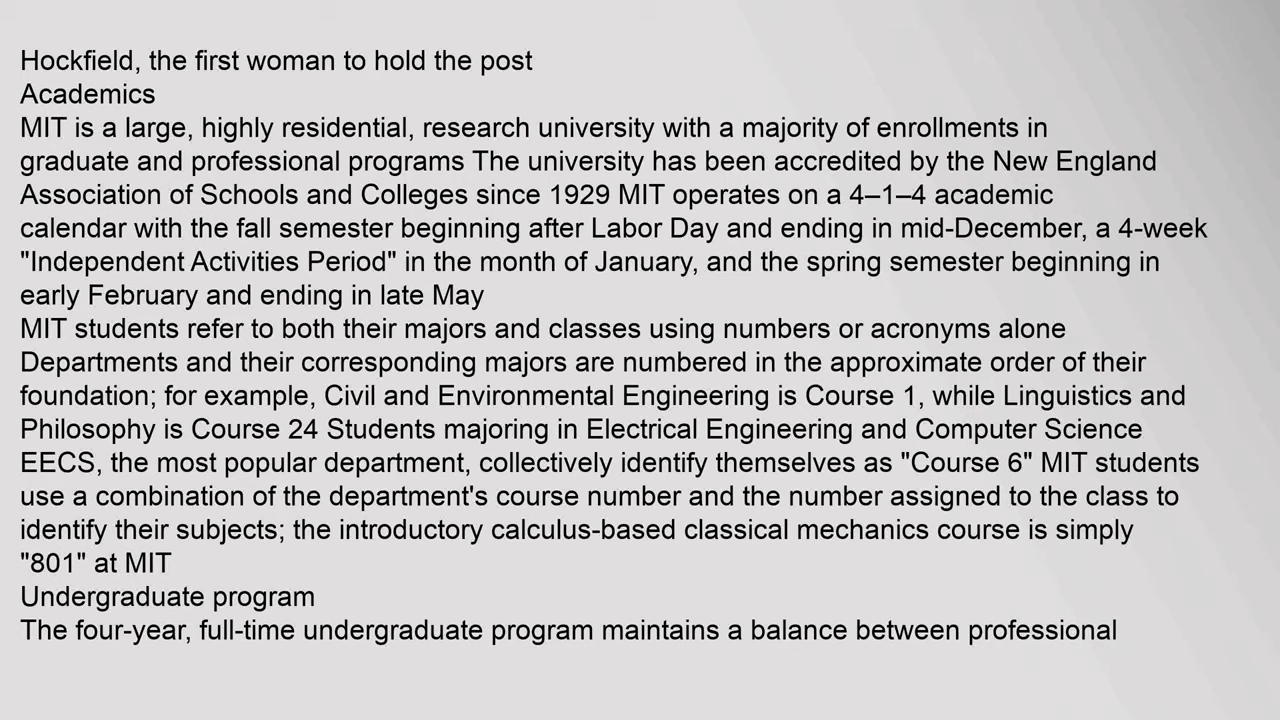 Hockfield, the first woman to hold the post
Academics
MIT is a large, highly residential, research university with a majority of enrollments in
graduate and professional programs The university has been accredited by the New England
Association of Schools and Colleges since 1929 MIT operates on a 4–1–4 academic
calendar with the fall semester beginning after Labor Day and ending in mid-December, a 4-week
"Independent Activities Period" in the month of January, and the spring semester beginning in
early February and ending in late May
MIT students refer to both their majors and classes using numbers or acronyms alone
Departments and their corresponding majors are numbered in the approximate order of their
foundation; for example, Civil and Environmental Engineering is Course 1, while Linguistics and
Philosophy is Course 24 Students majoring in Electrical Engineering and Computer Science
EECS, the most popular department, collectively identify themselves as "Course 6" MIT students
use a combination of the department's course number and the number assigned to the class to
identify their subjects; the introductory calculus-based classical mechanics course is simply
"801" at MIT
Undergraduate program
The four-year, full-time undergraduate program maintains a balance between professional